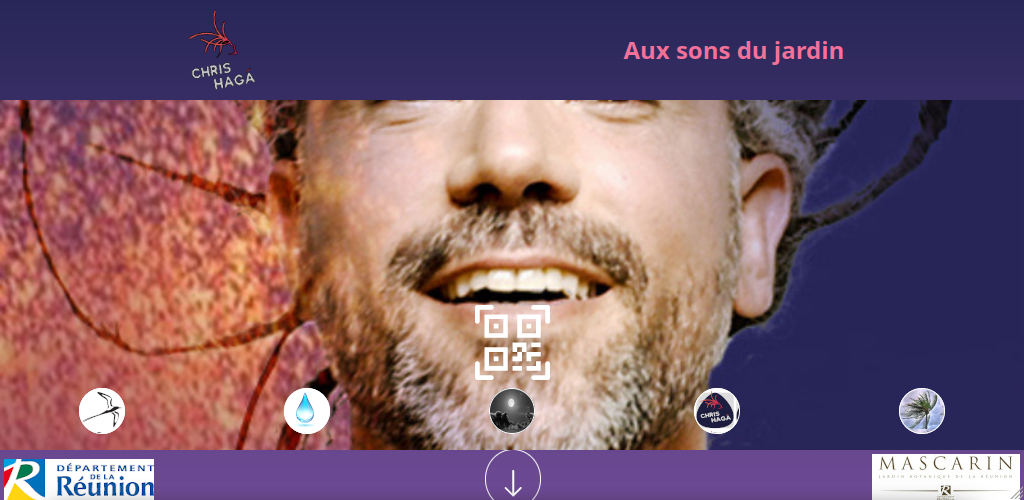 CHRIS
HAGA
Aux sons du jardin
CHRIS
HAGA
DÉPARTEMENT
DE LA
Réunion
MASCARIN
JARDIN BOTANIQUE DE LA RÉUNION